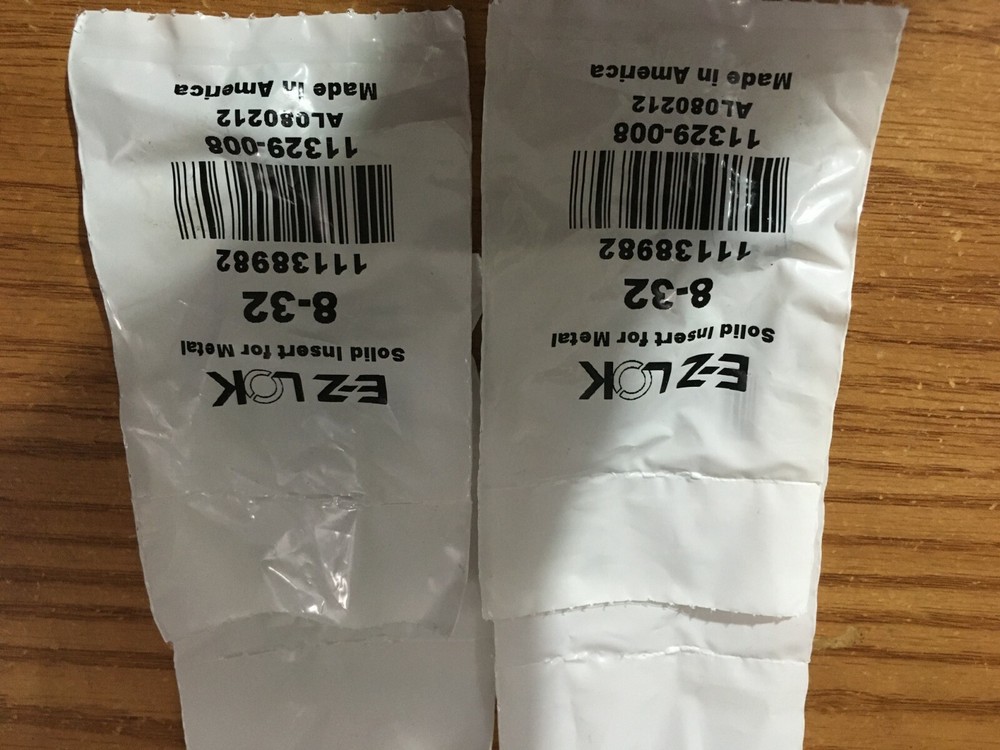 E-Z LOK
Solid Insert for Metal
8-32
11138982
11329-008
AL080212
Made in America
E-Z LOK
Solid Insert for Metal
8-32
11138982
11329-008
AL080212
Made in America